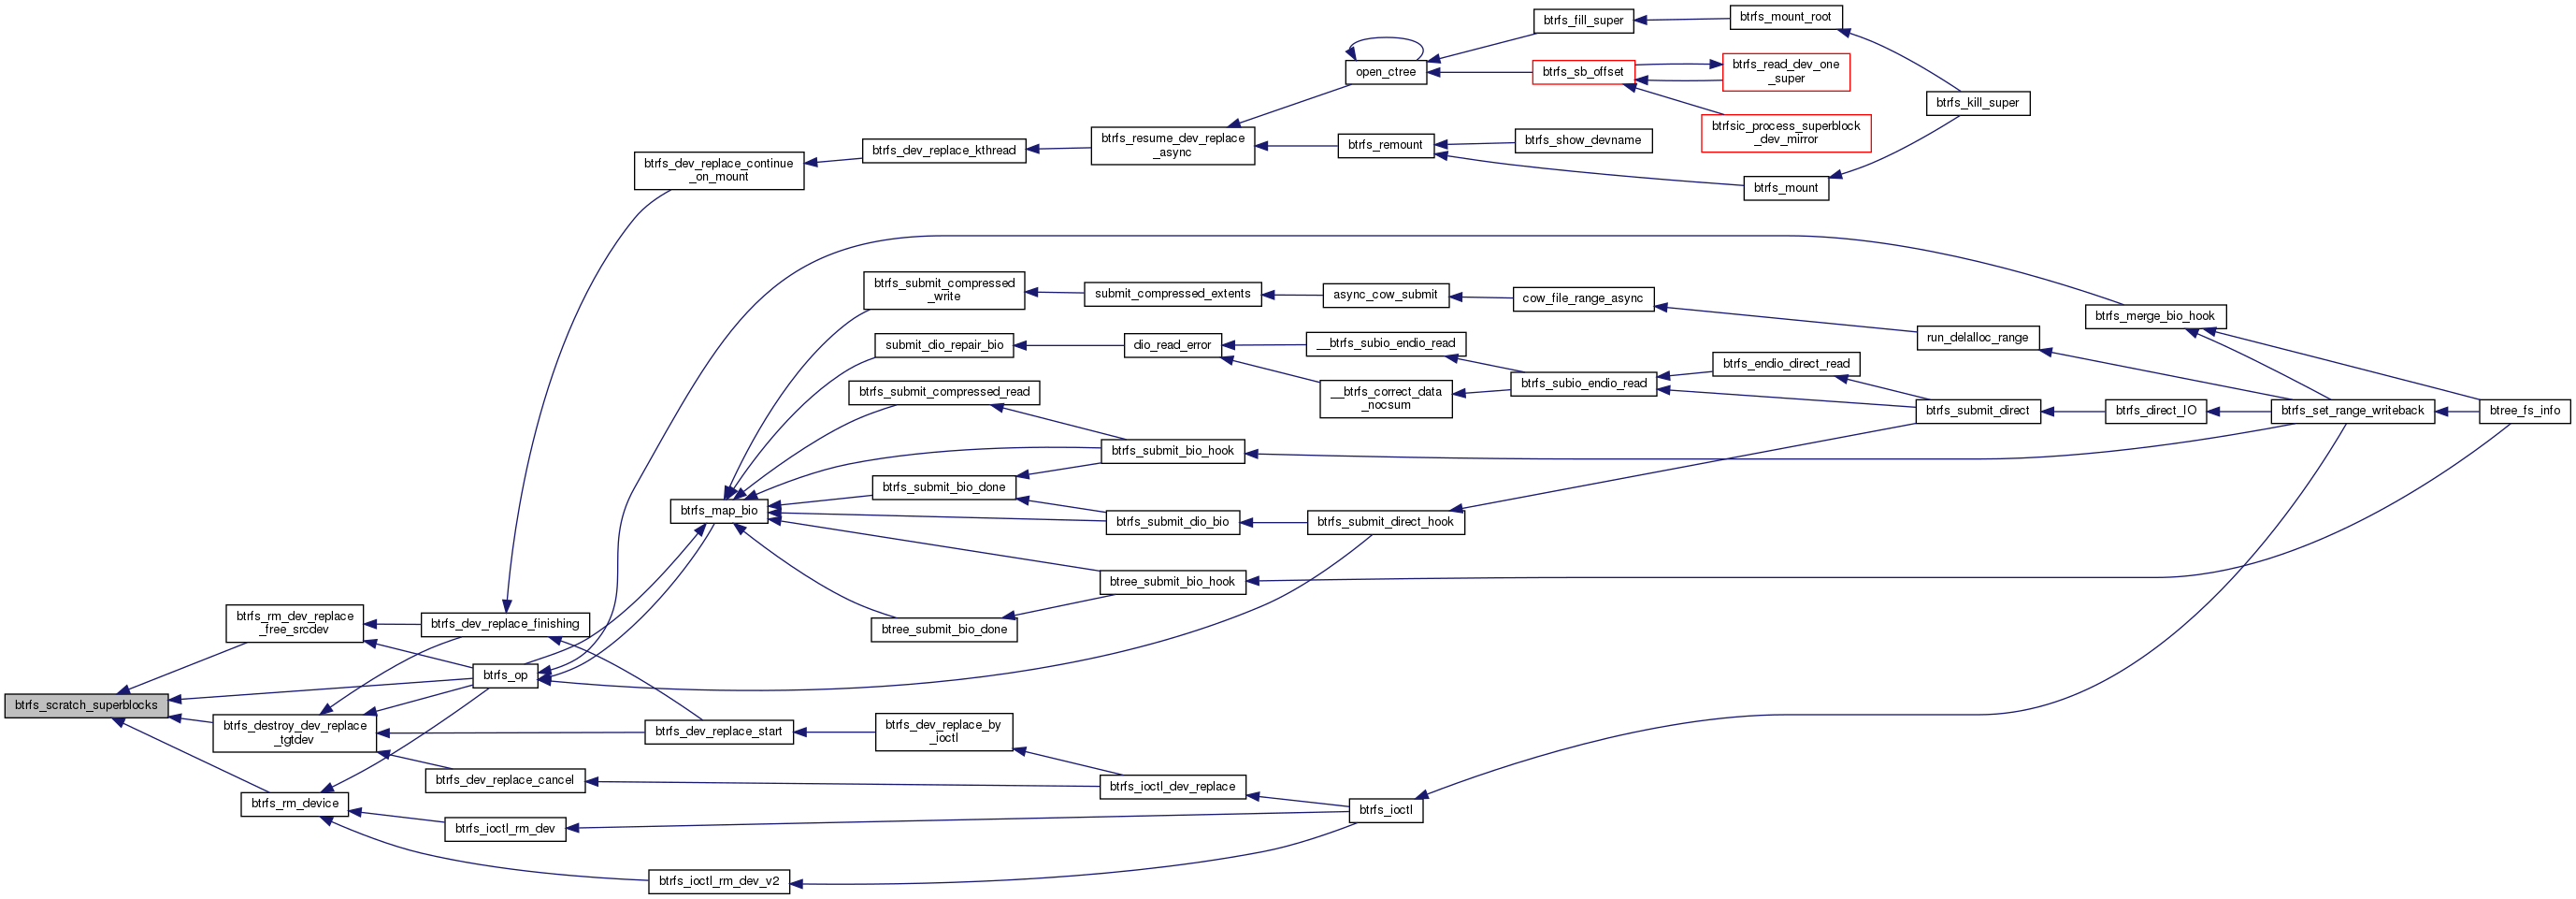 btrfs_fill_super
btrfs_mount_root
open_ctree
btrfs_sb_offset
btrfs_read_dev_one
_super
btrfs_kill_super
btrfsic_process_superblock
_dev_mirror
btrfs_resume_dev_replace
_async
btrfs_dev_replace_kthread
btrfs_dev_replace_continue
_on_mount
btrfs_remount
btrfs_show_devname
btrfs_mount
btrfs_submit_compressed
_write
submit_compressed_extents
async_cow_submit
cow_file_range_async
btrfs_merge_bio_hook
run_delalloc_range
submit_dio_repair_bio
dio_read_error
__btrfs_subio_endio_read
btrfs_endio_direct_read
btrfs_subio_endio_read
btrfs_submit_compressed_read
__btrfs_correct_data
_nocsum
btrfs_submit_direct
btrfs_direct_IO
btrfs_set_range_writeback
btree_fs_info
btrfs_submit_bio_hook
btrfs_submit_bio_done
btrfs_map_bio
btrfs_submit_dio_bio
btrfs_submit_direct_hook
btree_submit_bio_hook
btrfs_rm_dev_replace
_free_srcdev
btrfs_dev_replace_finishing
btree_submit_bio_done
btrfs_op
btrfs_scratch_superblocks
btrfs_destroy_dev_replace
_tgtdev
btrfs_dev_replace_start
btrfs_dev_replace_by
_ioctl
btrfs_dev_replace_cancel
btrfs_ioctl_dev_replace
btrfs_rm_device
btrfs_ioctl
btrfs_ioctl_rm_dev
btrfs_ioctl_rm_dev_v2